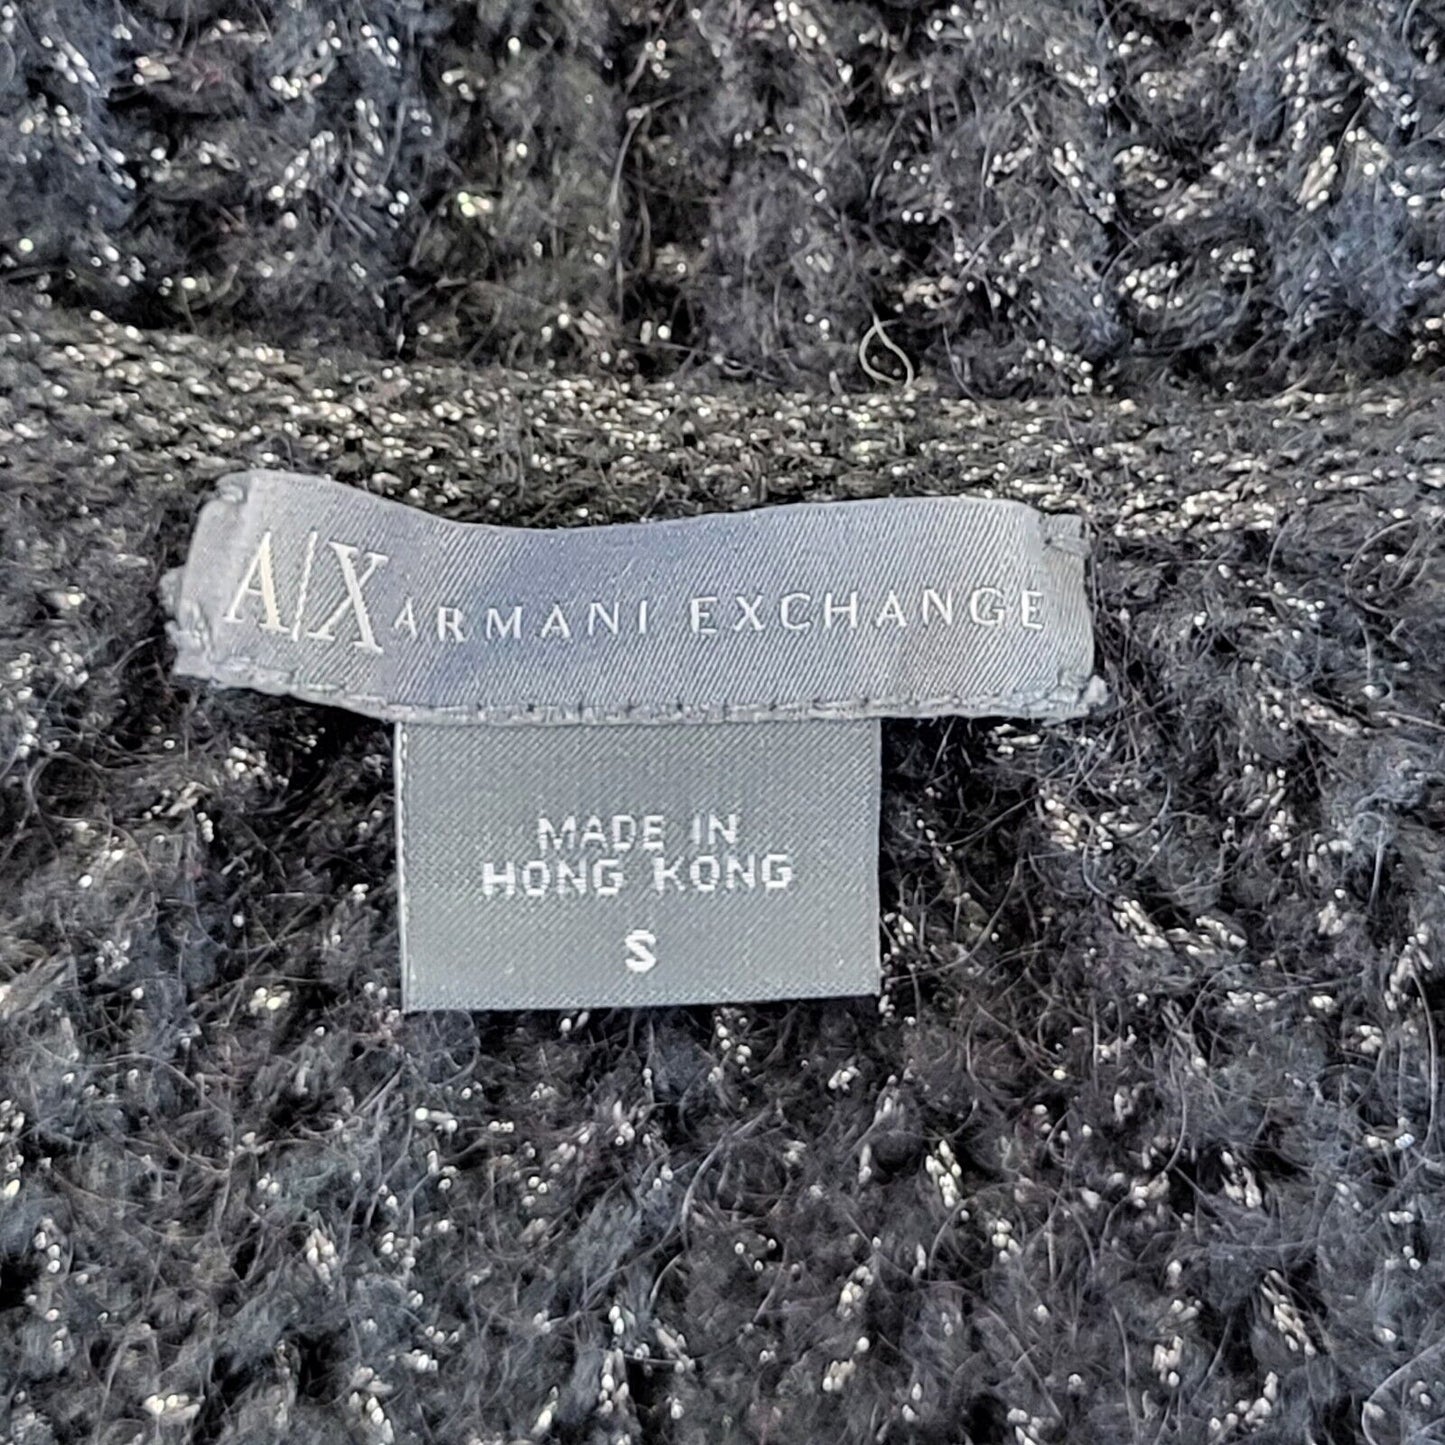 A|X ARMANI EXCHANGE
MADE IN
HONG KONG
S